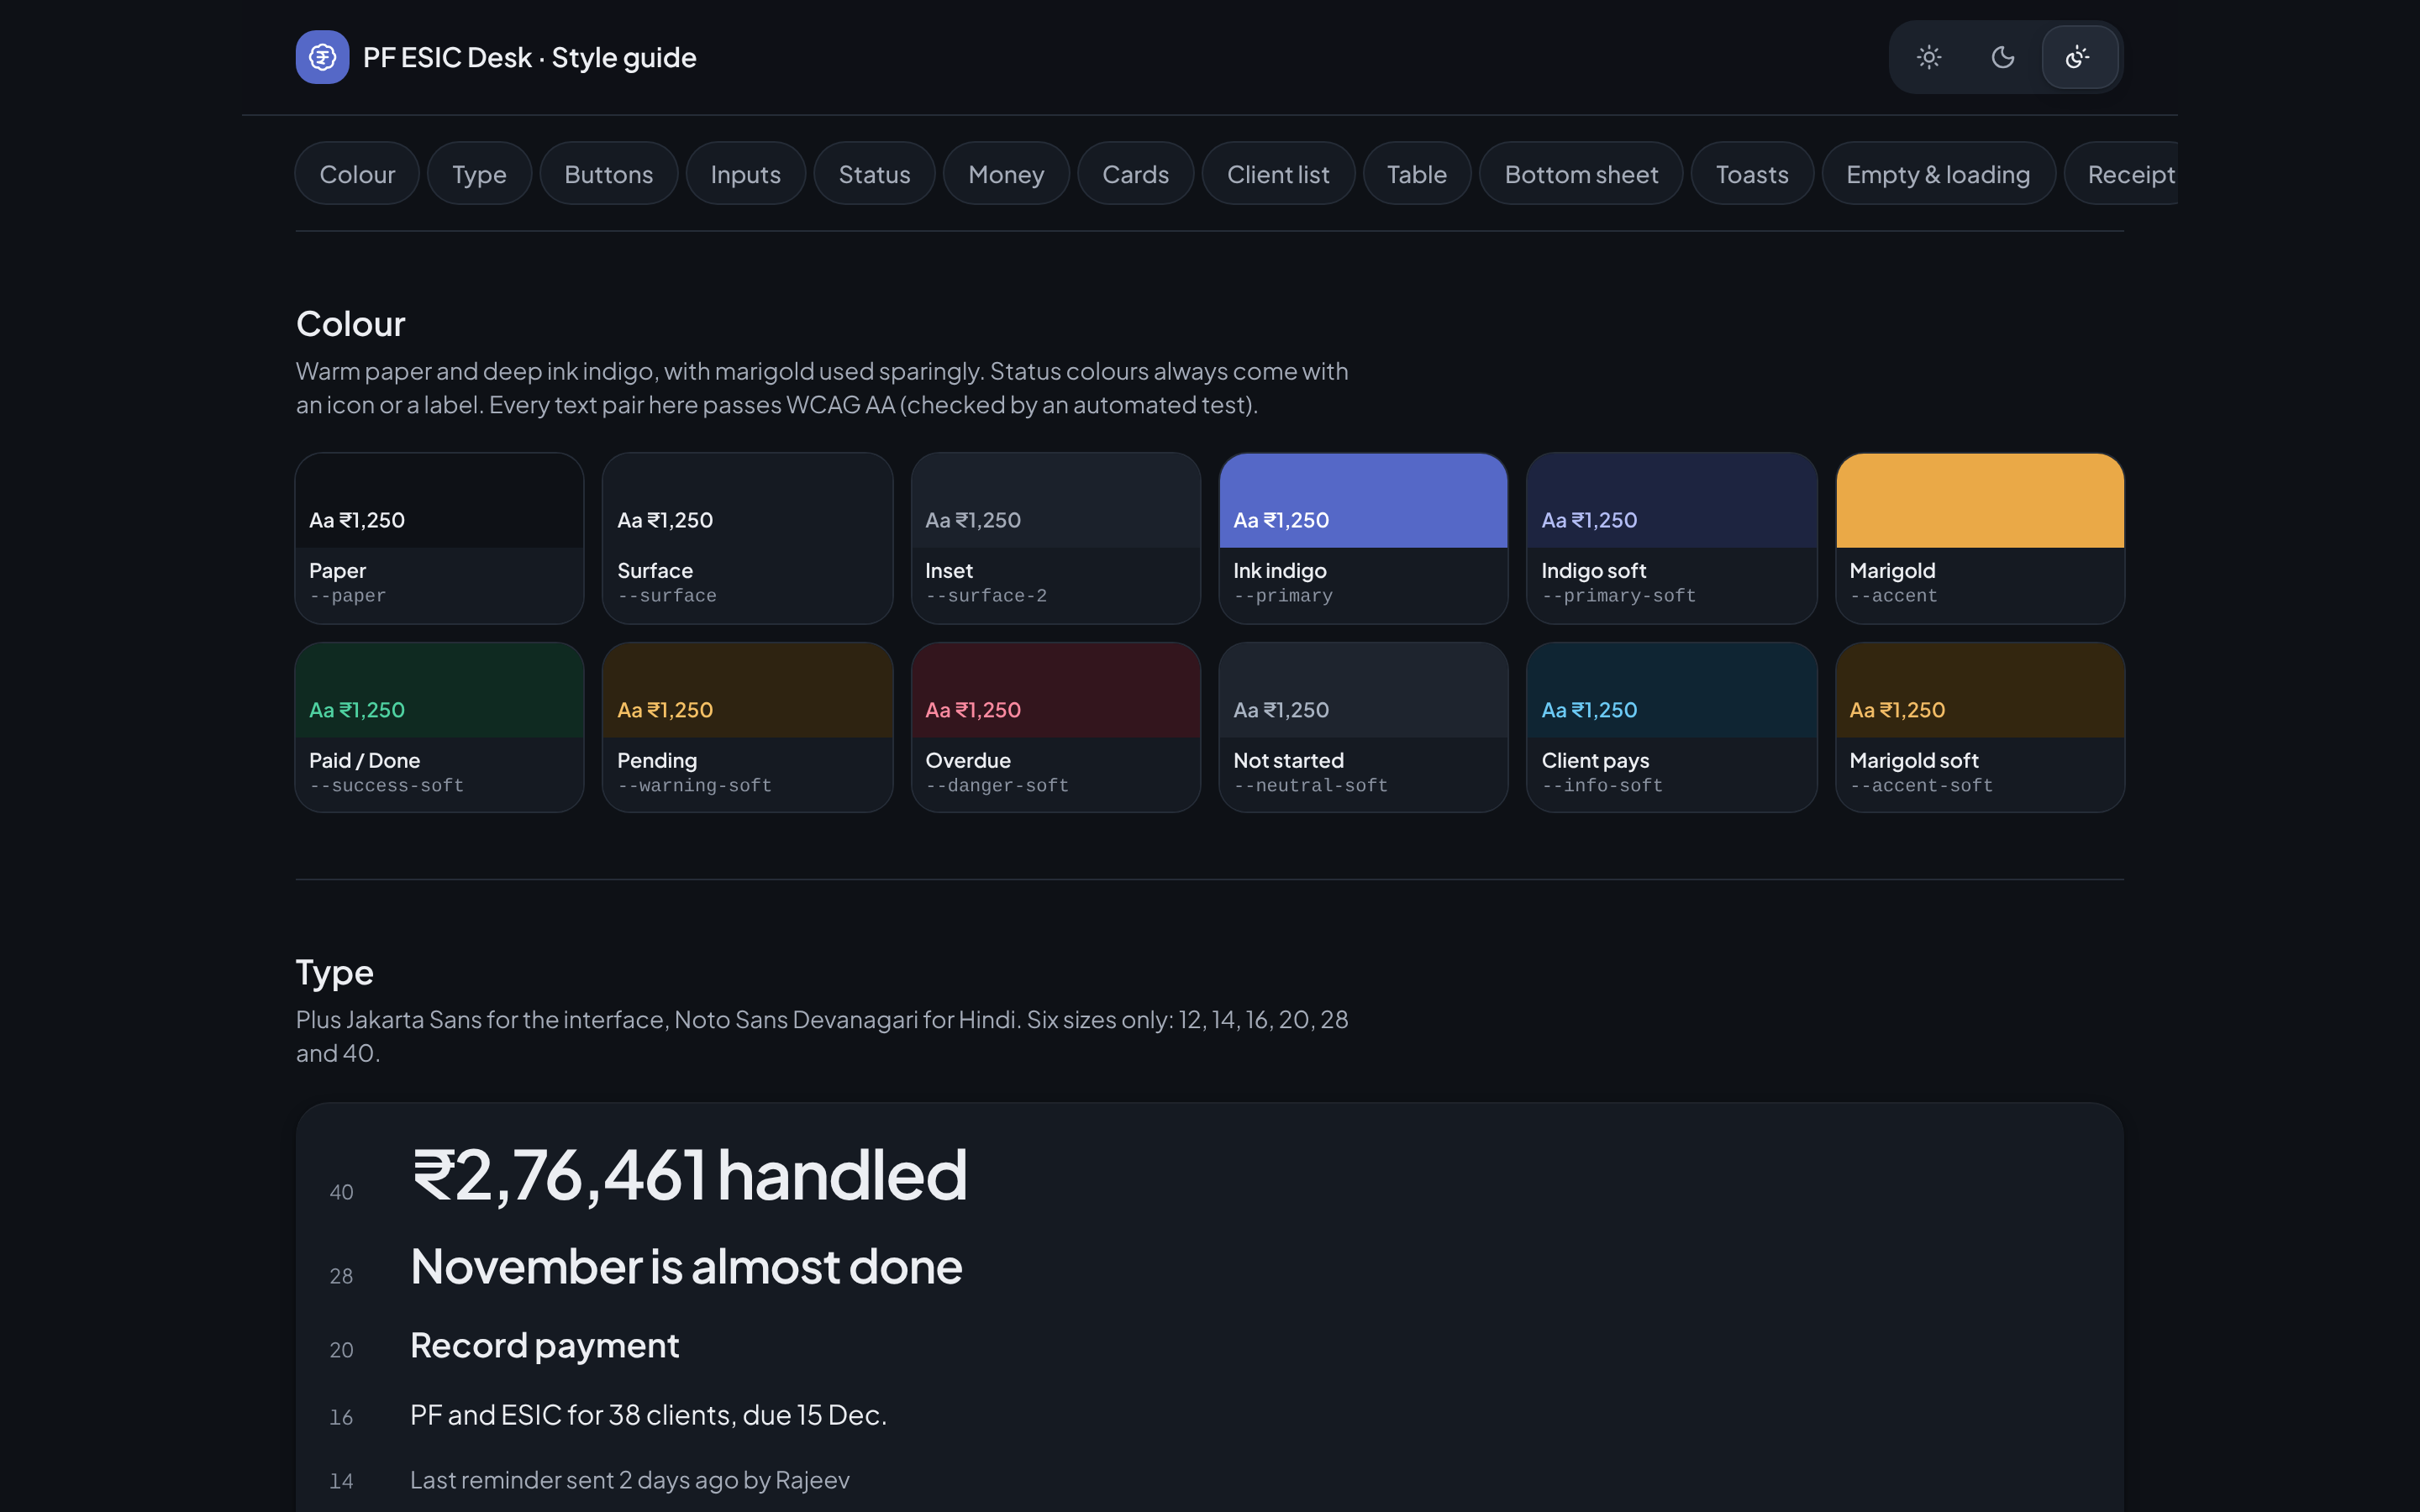 PF ESIC Desk · Style guide
Colour Type Buttons Inputs Status Money Cards Client list Table Bottom sheet Toasts Empty & loading Receipt
Colour
Warm paper and deep ink indigo, with marigold used sparingly. Status colours always come with
an icon or a label. Every text pair here passes WCAG AA (checked by an automated test).
Aa ₹1,250
Paper
--paper
Aa ₹1,250
Surface
--surface
Aa ₹1,250
Inset
--surface-2
Aa ₹1,250
Ink indigo
--primary
Aa ₹1,250
Indigo soft
--primary-soft
Marigold
--accent
Aa ₹1,250
Paid / Done
--success-soft
Aa ₹1,250
Pending
--warning-soft
Aa ₹1,250
Overdue
--danger-soft
Aa ₹1,250
Not started
--neutral-soft
Aa ₹1,250
Client pays
--info-soft
Aa ₹1,250
Marigold soft
--accent-soft
Type
Plus Jakarta Sans for the interface, Noto Sans Devanagari for Hindi. Six sizes only: 12, 14, 16, 20, 28
and 40.
40 ₹2,76,461 handled
28 November is almost done
20 Record payment
16 PF and ESIC for 38 clients, due 15 Dec.
14 Last reminder sent 2 days ago by Rajeev